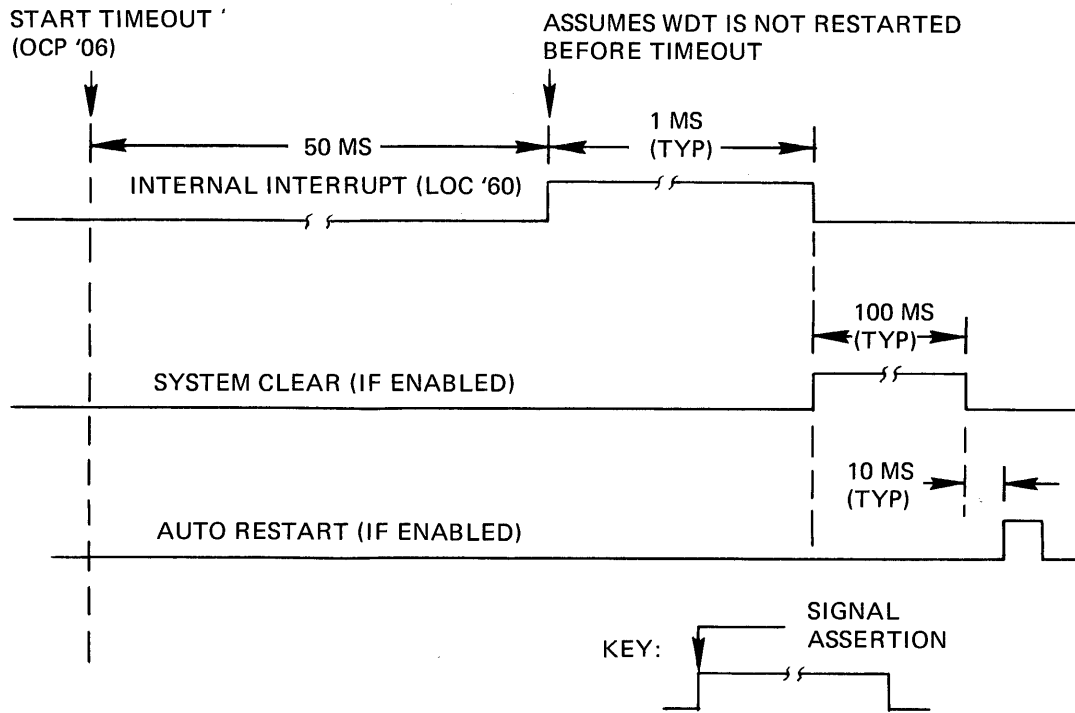 START TIMEOUT '
(OCP '06)
ASSUMES WDT IS NOT RESTARTED
BEFORE TIMEOUT
50 MS
1 MS
(TYP)
INTERNAL INTERRUPT (LOC '60)
100 MS
(TYP)
SYSTEM CLEAR (IF ENABLED)
10 MS
(TYP)
AUTO RESTART (IF ENABLED)
KEY:
SIGNAL
ASSERTION